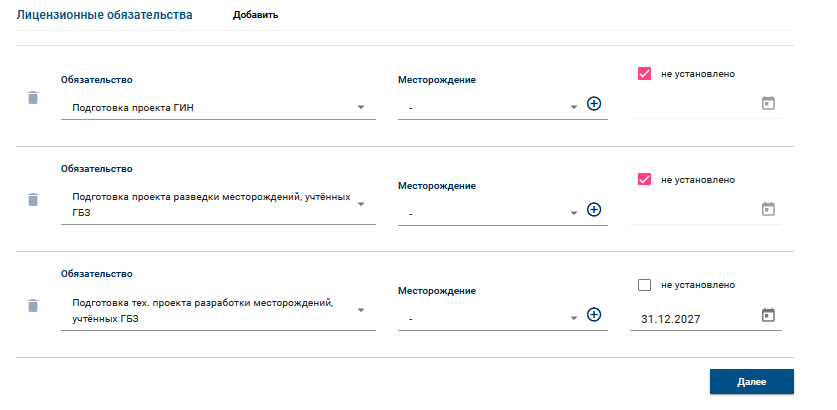 Лицензионные обязательства Добавить
Обязательство Месторождение не установлено
Подготовка проекта ГИН -
Обязательство Месторождение не установлено
Подготовка проекта разведки месторождений, учтённых
ГБЗ -
Обязательство Месторождение не установлено
Подготовка тех. проекта разработки месторождений,
учтённых ГБЗ - 31.12.2027
Далее